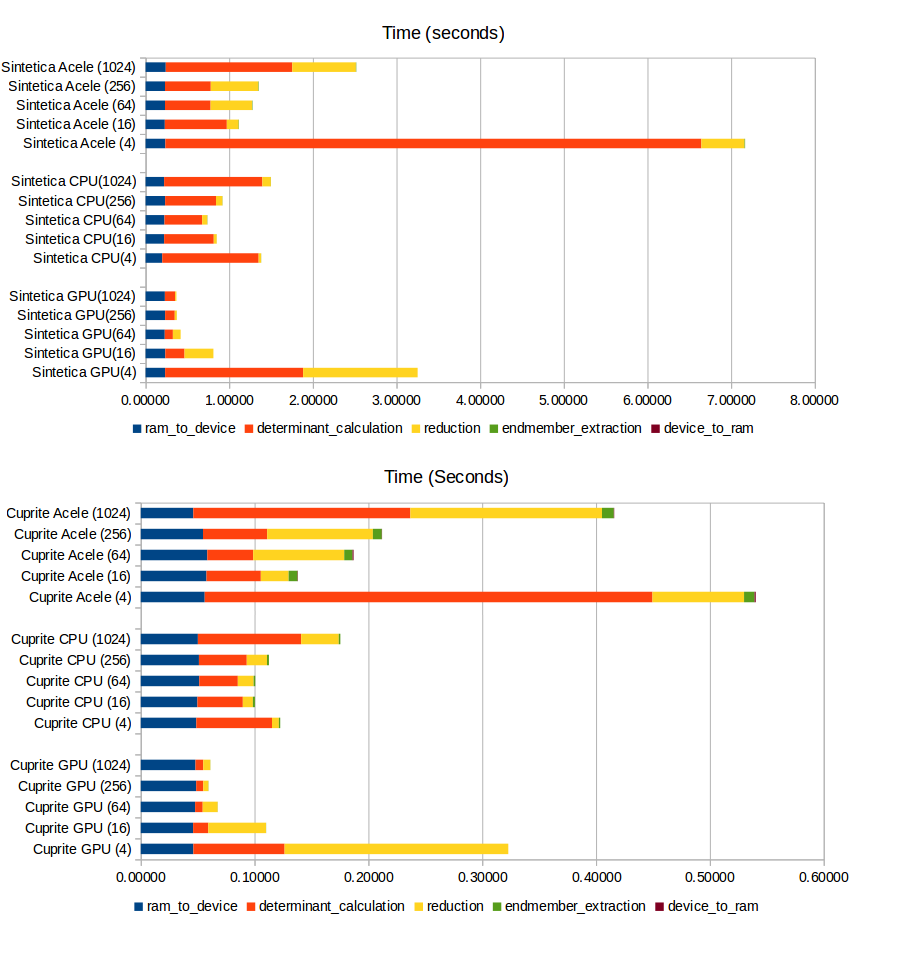 Time (seconds)
Sintetica Acele (1024)
Sintetica Acele (256)
Sintetica Acele (64)
Sintetica Acele (16)
Sintetica Acele (4)
Sintetica CPU(1024)
Sintetica CPU(256)
Sintetica CPU(64)
Sintetica CPU(16)
Sintetica CPU(4)
Sintetica GPU(1024)
Sintetica GPU(256)
Sintetica GPU(64)
Sintetica GPU(16)
Sintetica GPU(4)
0.00000 1.00000 2.00000 3.00000 4.00000 5.00000 6.00000 7.00000 8.00000
ram_to_device determinant_calculation reduction endmember_extraction device_to_ram
Time (Seconds)
Cuprite Acele (1024)
Cuprite Acele (256)
Cuprite Acele (64)
Cuprite Acele (16)
Cuprite Acele (4)
Cuprite CPU (1024)
Cuprite CPU (256)
Cuprite CPU (64)
Cuprite CPU (16)
Cuprite CPU (4)
Cuprite GPU (1024)
Cuprite GPU (256)
Cuprite GPU (64)
Cuprite GPU (16)
Cuprite GPU (4)
0.00000 0.10000 0.20000 0.30000 0.40000 0.50000 0.60000
ram_to_device determinant_calculation reduction endmember_extraction device_to_ram